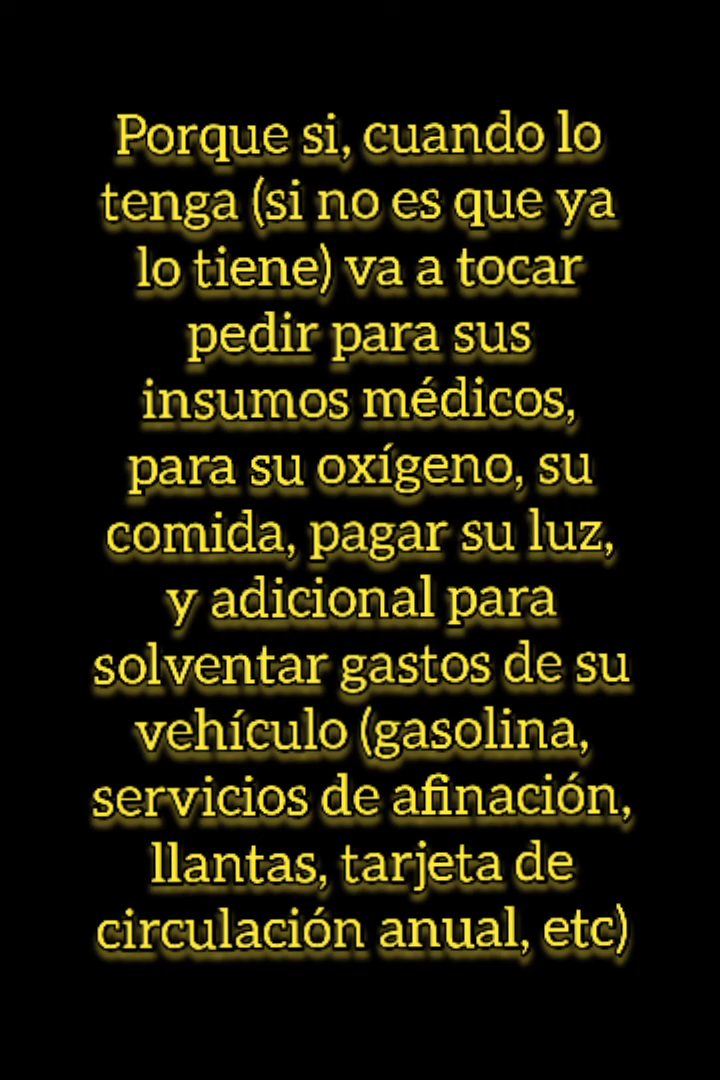 Porque si, cuando lo
tenga (si no es que ya
lo tiene) va a tocar
pedir para sus
insumos médicos,
para su oxígeno, su
comida, pagar su luz,
y adicional para
solventar gastos de su
vehículo (gasolina,
servicios de afinación,
llantas, tarjeta de
circulación anual, etc)